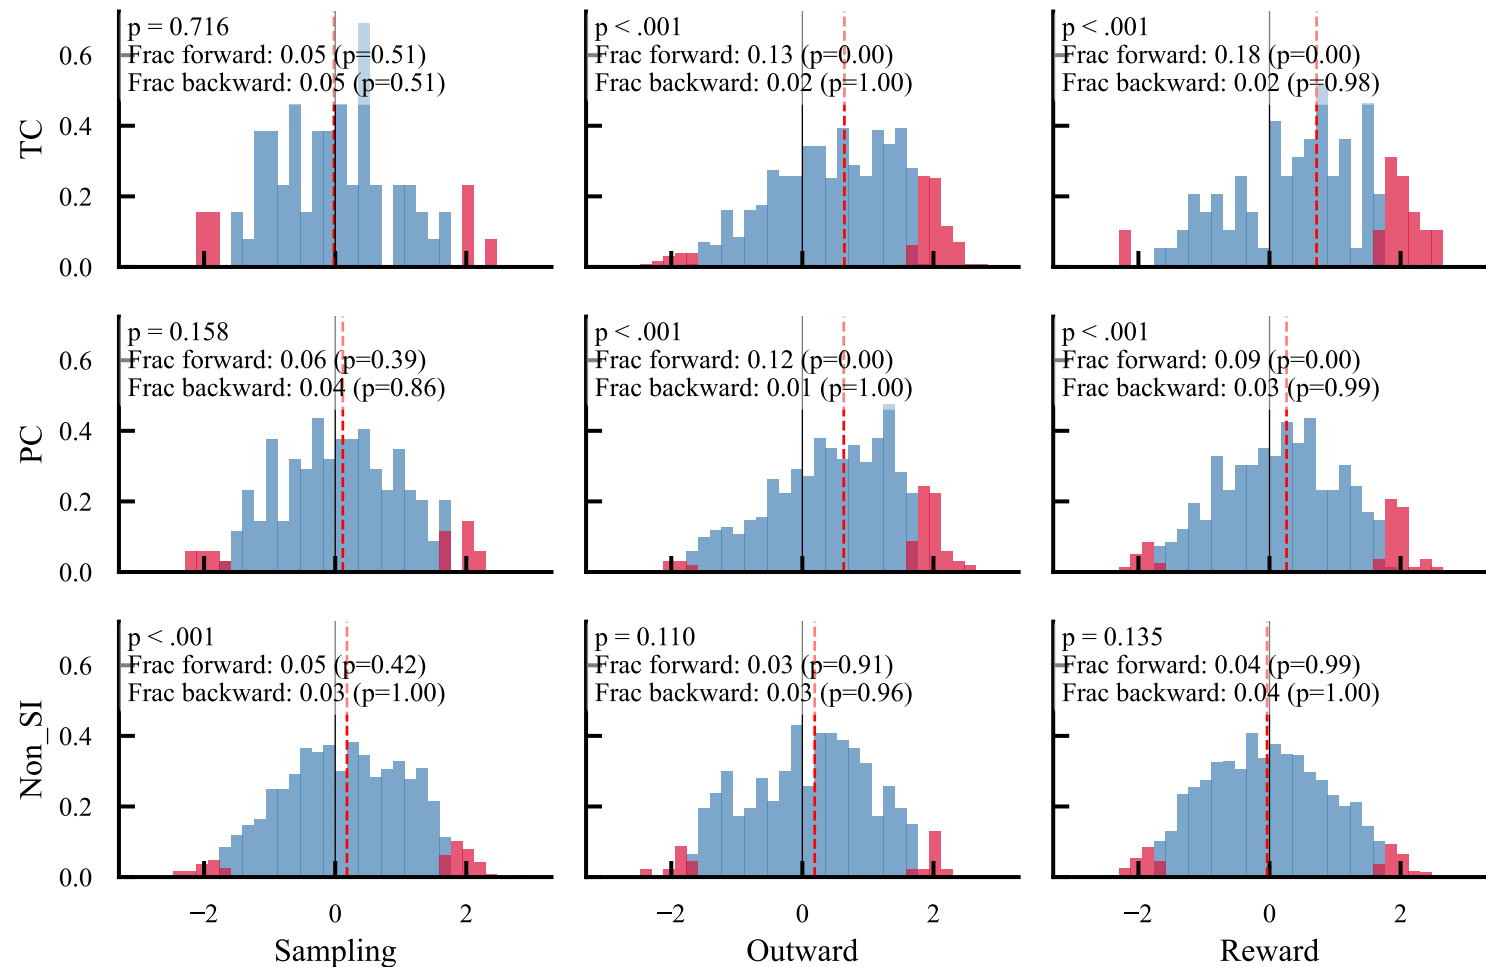 p = 0.716
Frac forward: 0.05 (p=0.51)
Frac backward: 0.05 (p=0.51)
p < .001
Frac forward: 0.13 (p=0.00)
Frac backward: 0.02 (p=1.00)
p < .001
Frac forward: 0.18 (p=0.00)
Frac backward: 0.02 (p=0.98)
TC
0.6
0.4
0.2
0.0
p = 0.158
Frac forward: 0.06 (p=0.39)
Frac backward: 0.04 (p=0.86)
p < .001
Frac forward: 0.12 (p=0.00)
Frac backward: 0.01 (p=1.00)
p < .001
Frac forward: 0.09 (p=0.00)
Frac backward: 0.03 (p=0.99)
PC
0.6
0.4
0.2
0.0
p < .001
Frac forward: 0.05 (p=0.42)
Frac backward: 0.03 (p=1.00)
p = 0.110
Frac forward: 0.03 (p=0.91)
Frac backward: 0.03 (p=0.96)
p = 0.135
Frac forward: 0.04 (p=0.99)
Frac backward: 0.04 (p=1.00)
Non_SI
0.6
0.4
0.2
0.0
−2 0 2
−2 0 2
−2 0 2
Sampling
Outward
Reward